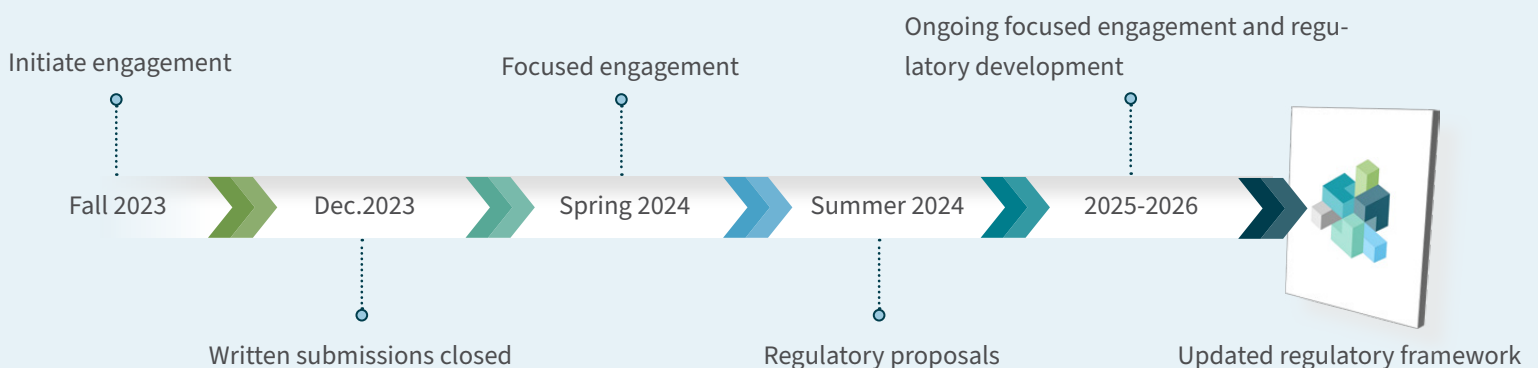 Ongoing focused engagement and regu-
latory development
Initiate engagement
Focused engagement
Fall 2023
Dec.2023
Spring 2024
Summer 2024
2025-2026
Written submissions closed
Regulatory proposals
Updated regulatory framework